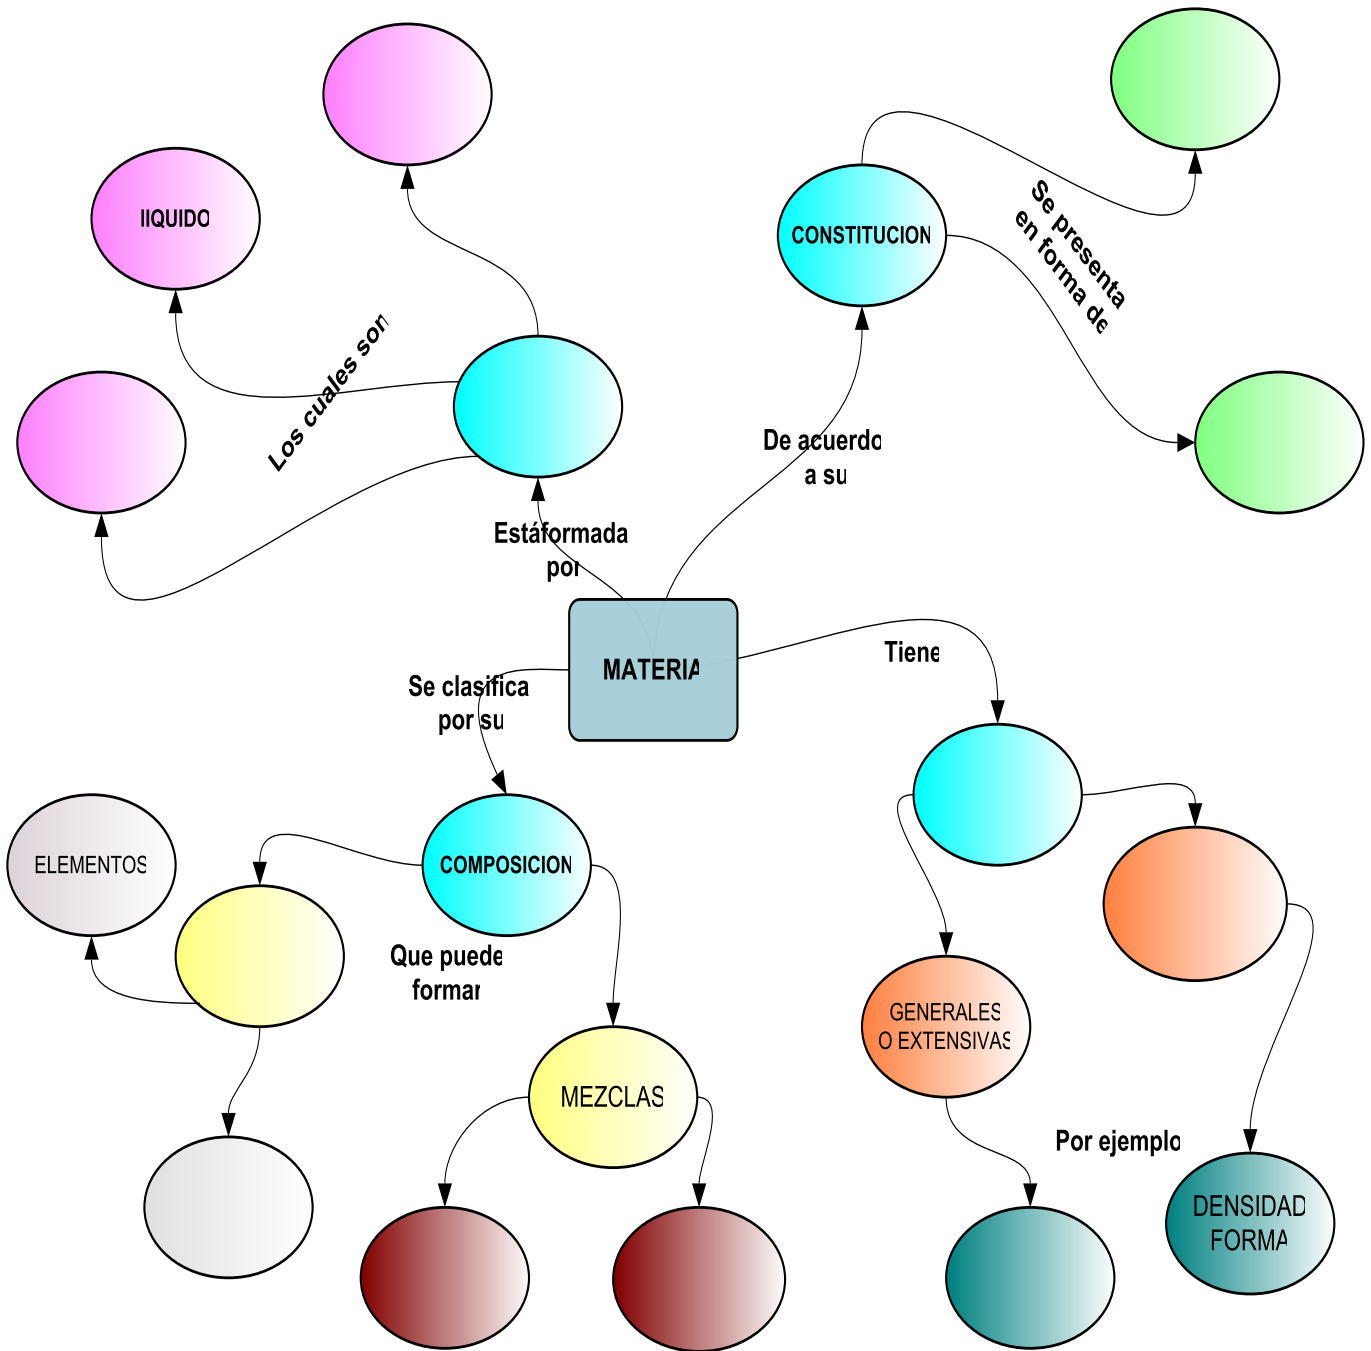 lIQUIDO
CONSTITUCION
Se presenta
en forma de
Los cuales son
De acuerdo
a su
Estáformada
por
MATERIA
Tiene
Se clasifica
por su
ELEMENTOS
COMPOSICION
Que puede
formar
GENERALES
O EXTENSIVAS
MEZCLAS
Por ejemplo
DENSIDAD
FORMA